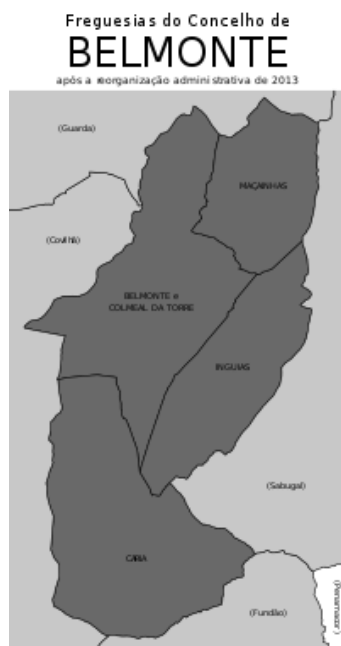 Freguesias do Concelho de
BELMONTE
após a reorganização administrativa de 2013
(Guarda)
MAÇAINHAS
(Covilhã)
BELMONTE e
COLMEAL DA TORRE
INGUIAS
(Sabugal)
CARIA
(Penamacor)
(Fundão)